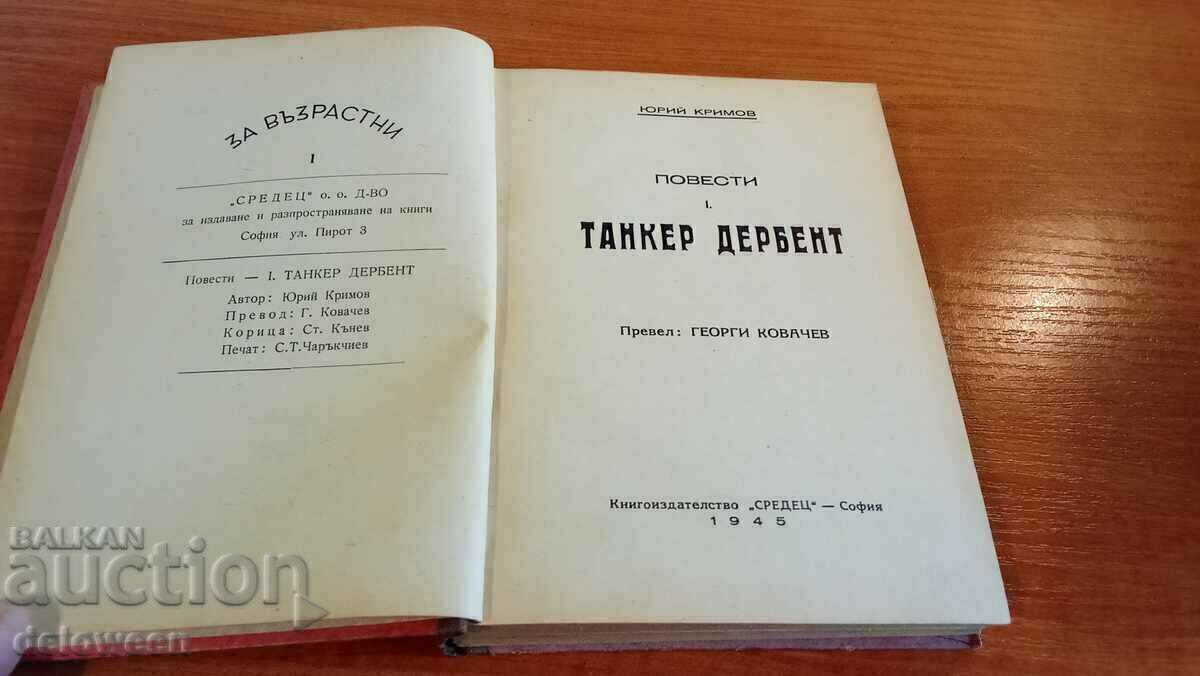 ЗА ВЪЗРАСТНИ
I
„СРЕДЕЦ“ о. о. Д-ВО
за издаване и разпространяване на книги
София ул. Пирот 3
Повести — I. ТАНКЕР ДЕРБЕНТ
Автор: Юрий Кримов
Превод: Г. Ковачев
Корица: Ст. Кънев
Печат: С.Т.Чаръкчиев
ЮРИЙ КРИМОВ
ПОВЕСТИ
I.
ТАНКЕР ДЕРБЕНТ
Превел: ГЕОРГИ КОВАЧЕВ
Книгоиздателство „СРЕДЕЦ“ — София
1945
BALKAN
auction
deloween